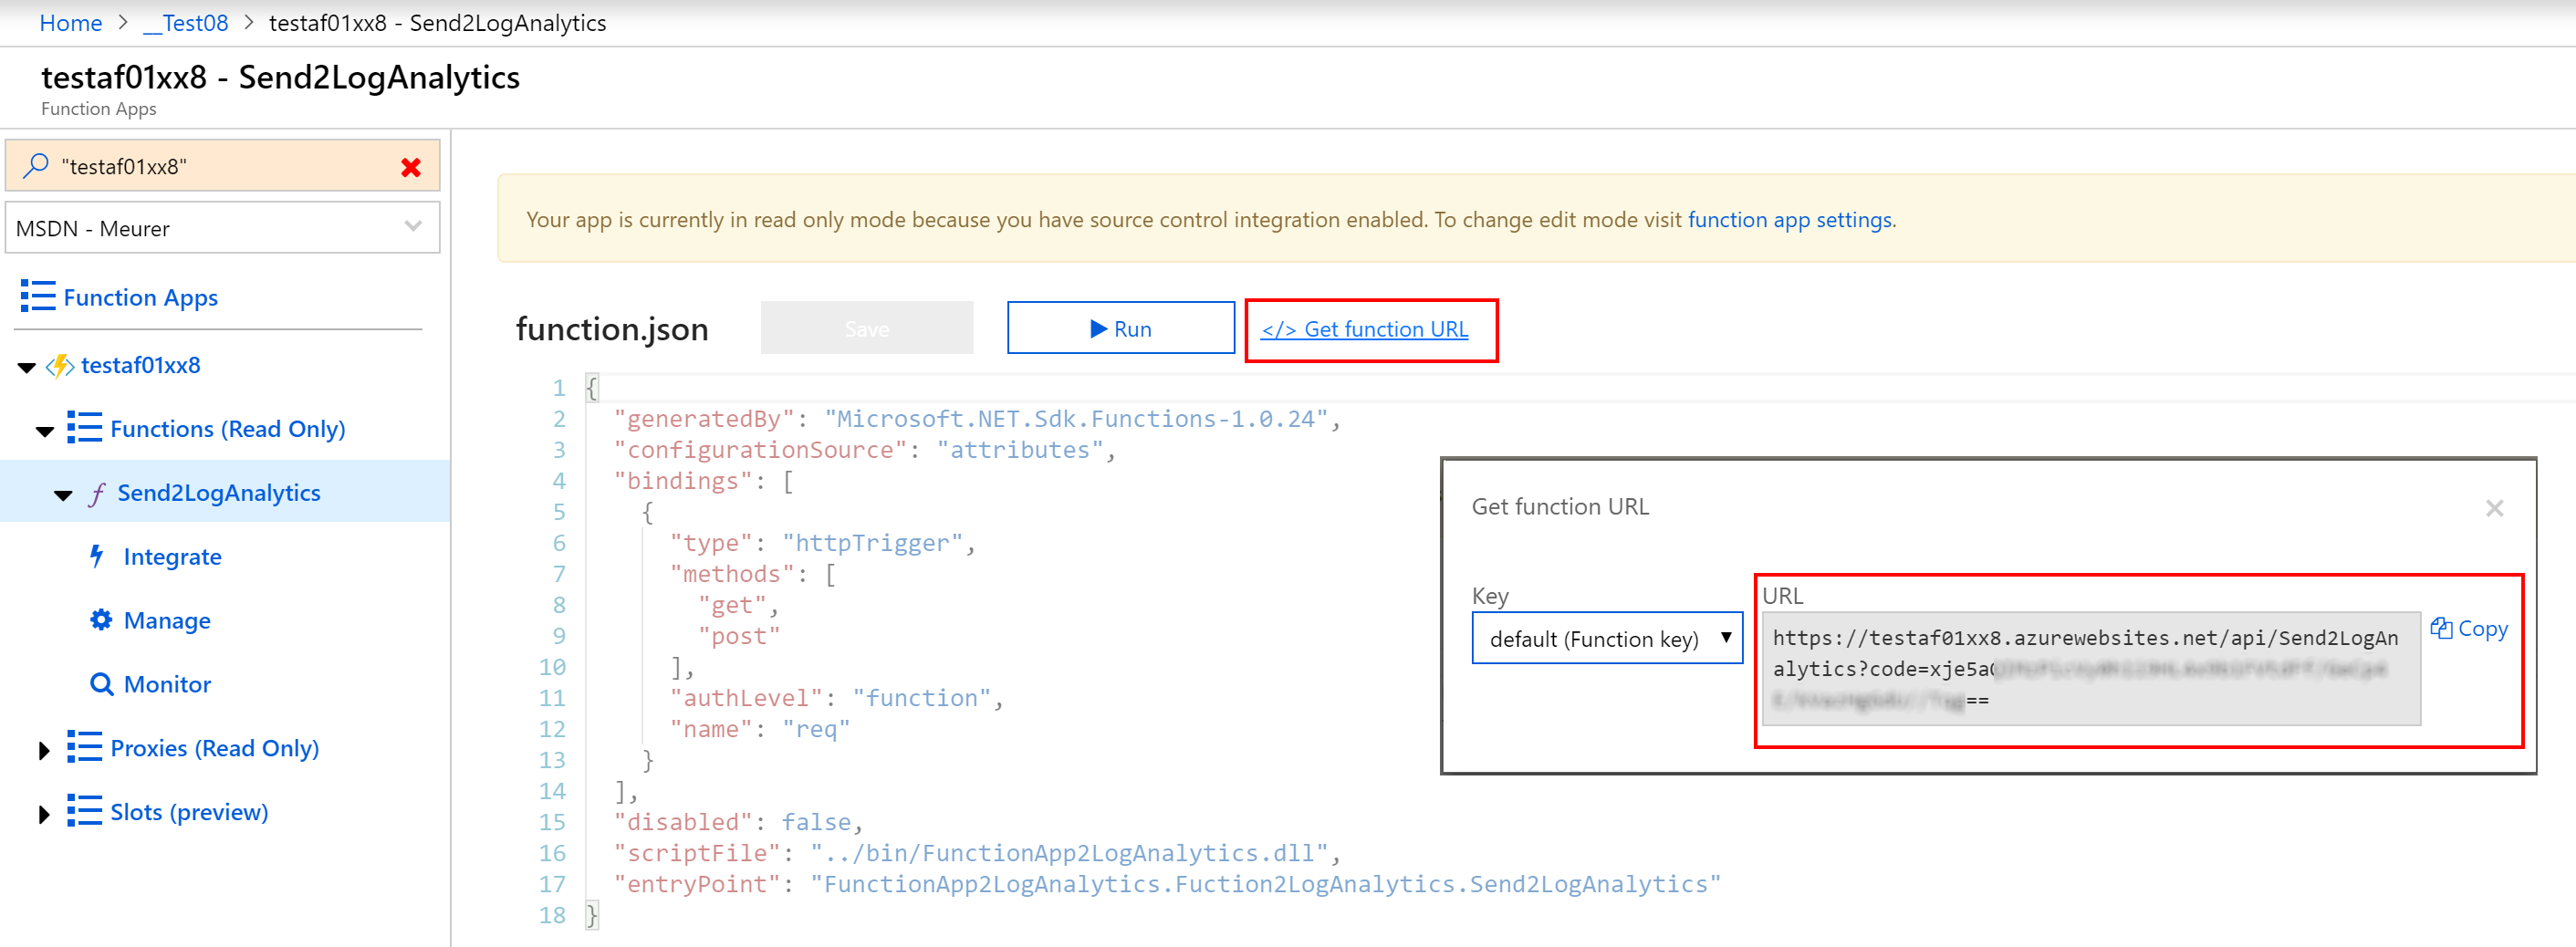 Home > __Test08 > testaf01xx8 - Send2LogAnalytics
testaf01xx8 - Send2LogAnalytics
Function Apps
"testaf01xx8"
MSDN - Meurer
Function Apps
testaf01xx8
Functions (Read Only)
Send2LogAnalytics
Integrate
Manage
Monitor
Proxies (Read Only)
Slots (preview)
Your app is currently in read only mode because you have source control integration enabled. To change edit mode visit function app settings.
function.json Save Run </> Get function URL
1 {
2 "generatedBy": "Microsoft.NET.Sdk.Functions-1.0.24",
3 "configurationSource": "attributes",
4 "bindings": [
5 {
6 "type": "httpTrigger",
7 "methods": [
8 "get",
9 "post"
10 ],
11 "authLevel": "function",
12 "name": "req"
13 }
14 ],
15 "disabled": false,
16 "scriptFile": "../bin/FunctionApp2LogAnalytics.dll",
17 "entryPoint": "FunctionApp2LogAnalytics.Fuction2LogAnalytics.Send2LogAnalytics"
18 }
Get function URL
Key
default (Function key)
URL
https://testaf01xx8.azurewebsites.net/api/Send2LogAn
alytics?code=xje5a
==
Copy